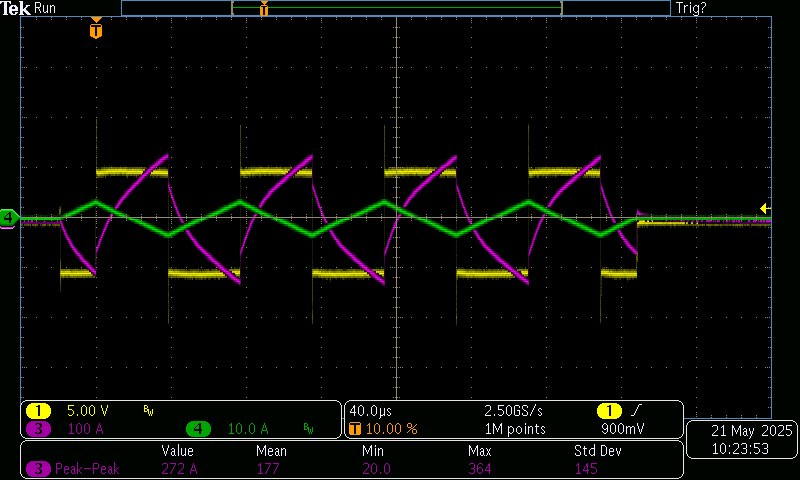 Tek Run Trig?
T
T
4
1 5.00 V BW
3 100 A 4 10.0 A BW
40.0µs 2.50GS/s 1 900mV
T 10.00 % 1M points
21 May 2025
10:23:53
Value Mean Min Max Std Dev
3 Peak-Peak 272 A 177 20.0 364 145